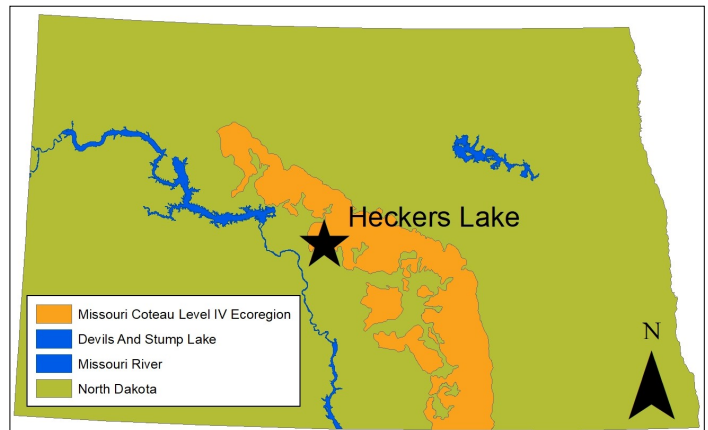 Heckers Lake
Missouri Coteau Level IV Ecoregion
Devils And Stump Lake
Missouri River
North Dakota
N